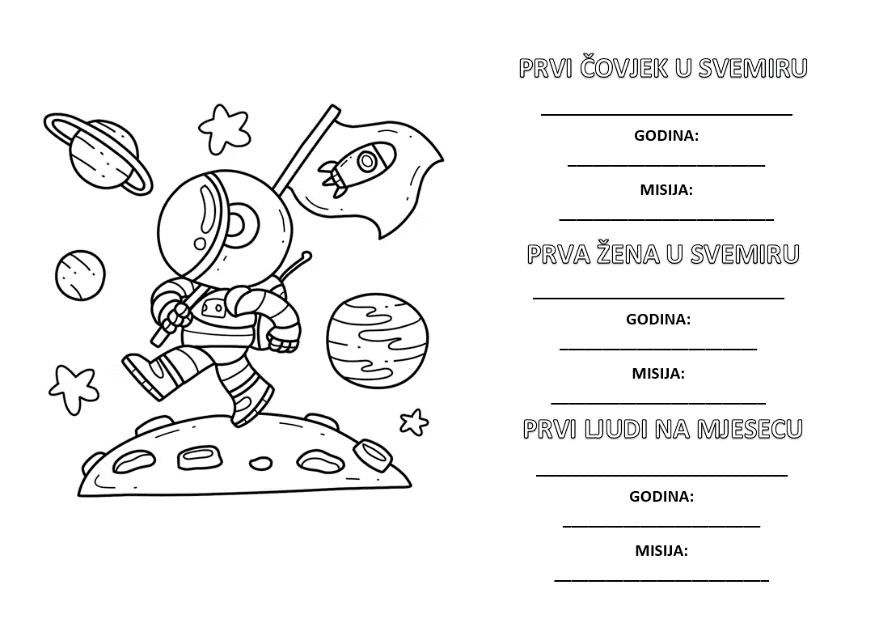 PRVI ČOVJEK U SVEMIRU
GODINA:
MISIJA:
PRVA ŽENA U SVEMIRU
GODINA:
MISIJA:
PRVI LJUDI NA MJESECU
GODINA:
MISIJA: